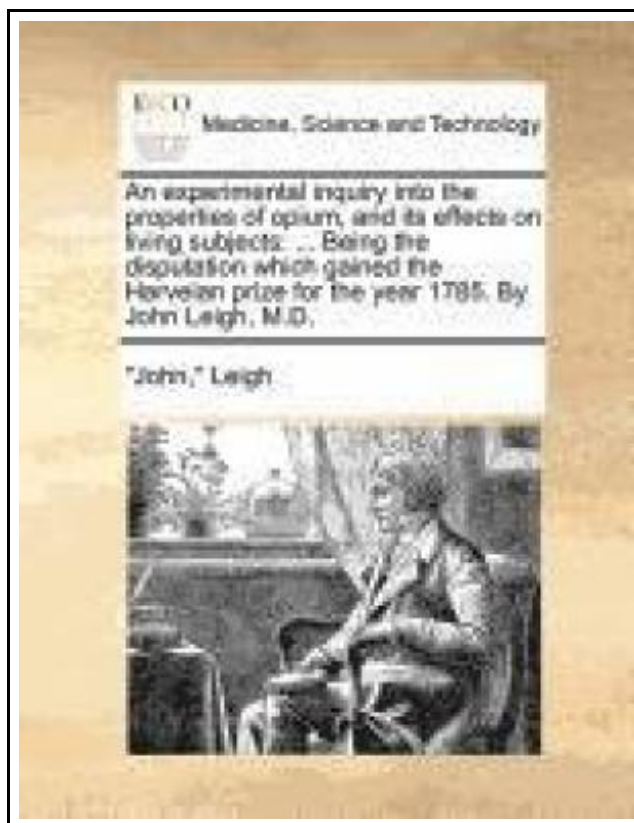 ECCO
Medicine, Science and Technology
An experimental inquiry into the
properties of opium, and its effects on
living subjects: ... Being the
disputation which gained the
Harveian prize for the year 1785. By
John Leigh, M.D.
"John," Leigh